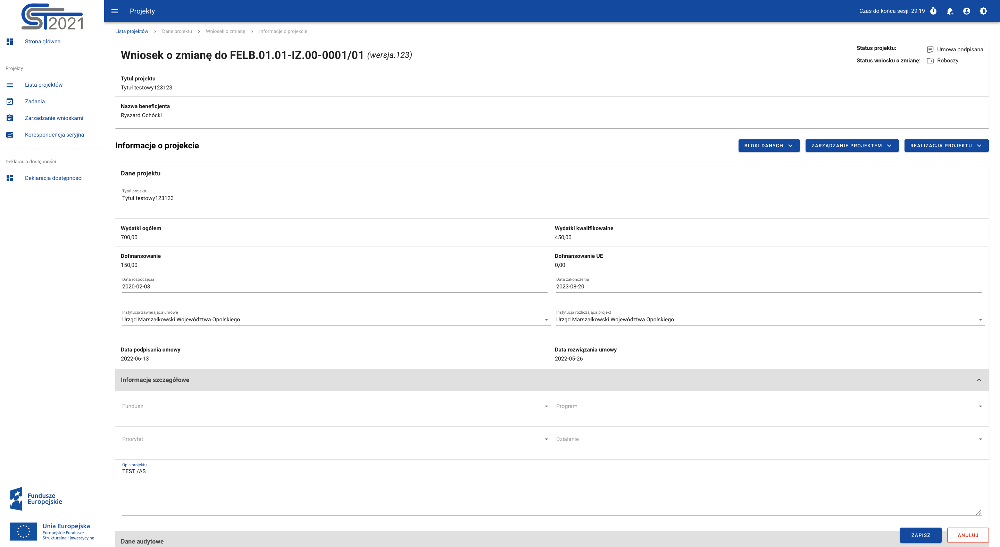 CST2021
Strona główna
Projekty
Lista projektów
Zadania
Zarządzanie wnioskami
Korespondencja seryjna
Deklaracja dostępności
Deklaracja dostępności
Fundusze
Europejskie
Unia Europejska
Europejskie Fundusze
Strukturalne i Inwestycyjne
Projekty
Czas do końca sesji: 29:19
Lista projektów > Dane projektu > Wniosek o zmianę > Informacje o projekcie
Wniosek o zmianę do FELB.01.01-IZ.00-0001/01 (wersja:123)
Status projektu: Umowa podpisana
Status wniosku o zmianę: Roboczy
Tytuł projektu
Tytuł testowy123123
Nazwa beneficjenta
Ryszard Ochócki
Informacje o projekcie
BLOKI DANYCH
ZARZĄDZANIE PROJEKTEM
REALIZACJA PROJEKTU
Dane projektu
Tytuł projektu
Tytuł testowy123123
Wydatki ogółem
700,00
Wydatki kwalifikowalne
450,00
Dofinansowanie
150,00
Dofinansowanie UE
0,00
Data rozpoczęcia
2020-02-03
Data zakończenia
2023-08-20
Instytucja zawierająca umowę
Urząd Marszałkowski Województwa Opolskiego
Instytucja rozliczająca projekt
Urząd Marszałkowski Województwa Opolskiego
Data podpisania umowy
2022-06-13
Data rozwiązania umowy
2022-05-26
Informacje szczegółowe
Fundusz
Program
Priorytet
Działanie
Opis projektu
TEST /AS
Dane audytowe
ZAPISZ
ANULUJ